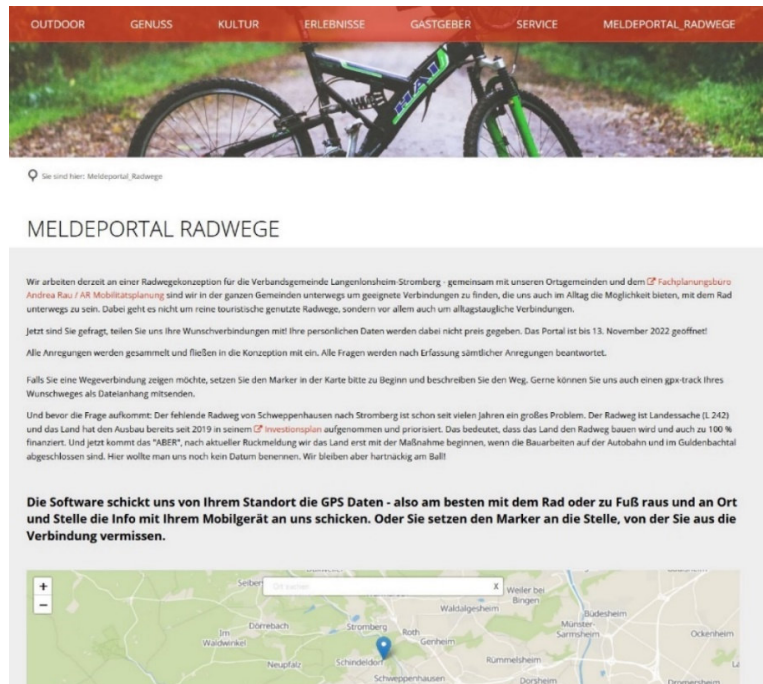 OUTDOOR GENUSS KULTUR ERLEBNISSE GASTGEBER SERVICE MELDEPORTAL_RADWEGE
HAI
Sie sind hier: Meldeportal_Radwege
MELDEPORTAL RADWEGE
Wir arbeiten derzeit an einer Radwegekonzeption für die Verbandsgemeinde Langenlonsheim-Stromberg - gemeinsam mit unseren Ortsgemeinden und dem Fachplanungsbüro
Andrea Rau / AR Mobilitätsplanung sind wir in der ganzen Gemeinden unterwegs um geeignete Verbindungen zu finden, die uns auch im Alltag die Möglichkeit bieten, mit dem Rad
unterwegs zu sein. Dabei geht es nicht um reine touristische genutzte Radwege, sondern vor allem auch um alltagstaugliche Verbindungen.
Jetzt sind Sie gefragt, teilen Sie uns Ihre Wunschverbindungen mit! Ihre persönlichen Daten werden dabei nicht preis gegeben. Das Portal ist bis 13. November 2022 geöffnet!
Alle Anregungen werden gesammelt und fließen in die Konzeption mit ein. Alle Fragen werden nach Erfassung sämtlicher Anregungen beantwortet.
Falls Sie eine Wegeverbindung zeigen möchte, setzen Sie den Marker in der Karte bitte zu Beginn und beschreiben Sie den Weg. Gerne können Sie uns auch einen gpx-track Ihres
Wunschweges als Dateianhang mitsenden.
Und bevor die Frage aufkommt: Der fehlende Radweg von Schweppenhausen nach Stromberg ist schon seit vielen Jahren ein großes Problem. Der Radweg ist Landessache (L 242)
und das Land hat den Ausbau bereits seit 2019 in seinem Investionsplan aufgenommen und priorisiert. Das bedeutet, dass das Land den Radweg bauen wird und auch zu 100 %
finanziert. Und jetzt kommt das "ABER", nach aktueller Rückmeldung wir das Land erst mit der Maßnahme beginnen, wenn die Bauarbeiten auf der Autobahn und im Guldenbachtal
abgeschlossen sind. Hier wollte man uns noch kein Datum benennen. Wir bleiben aber hartnäckig am Ball!
Die Software schickt uns von Ihrem Standort die GPS Daten - also am besten mit dem Rad oder zu Fuß raus und an Ort
und Stelle die Info mit Ihrem Mobilgerät an uns schicken. Oder Sie setzen den Marker an die Stelle, von der Sie aus die
Verbindung vermissen.
+
−
Ort suchen X
Weiler bei
Bingen
Waldalgesheim
Büdesheim
Dörrebach
Stromberg
Roth
Im
Waldwinkel
Genheim
Münster-
Sarmsheim
Ockenheim
Neupfalz
Schindeldorf
Rümmelsheim
Schweppenhausen
Dorsheim
Dromersheim